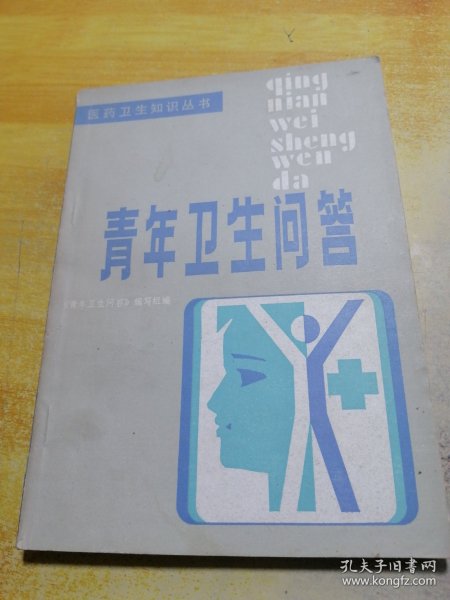 医药卫生知识丛书
qing
nian
wei
sheng
wen
da
青年卫生问答
《青年卫生问答》编写组编
孔夫子旧书网
www.kongfz.com